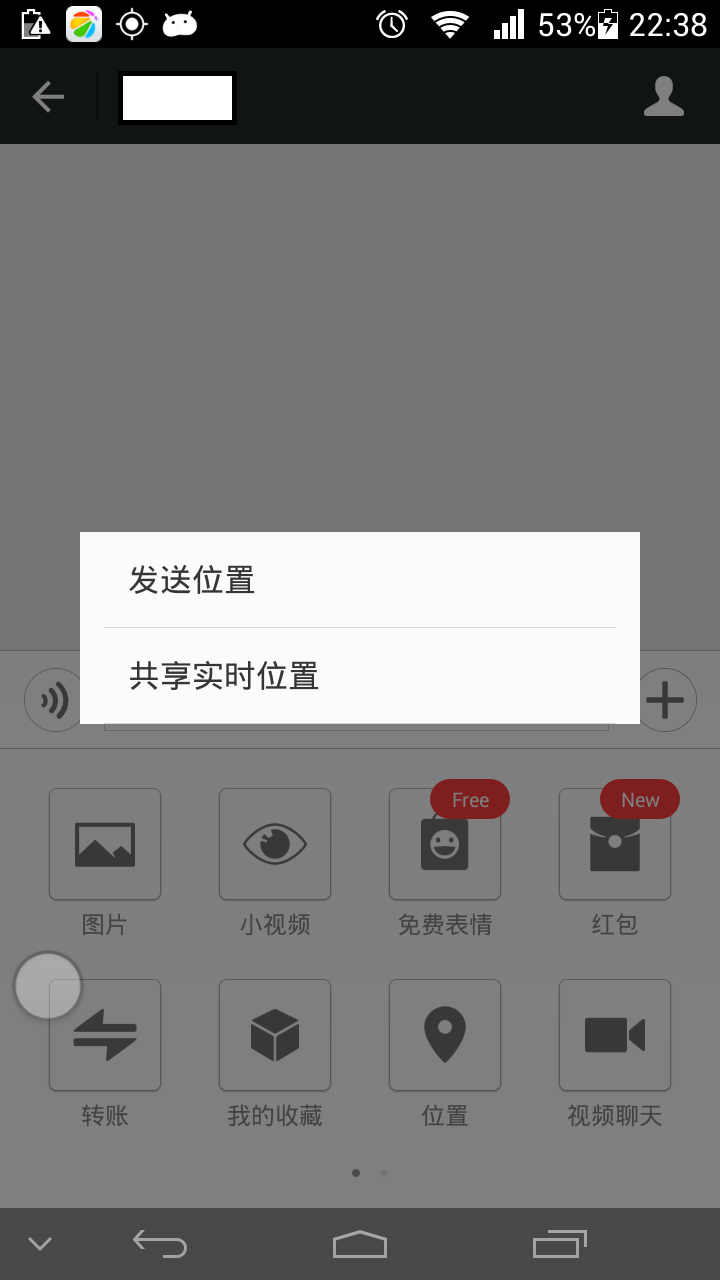 53% 22:38
发送位置
共享实时位置
Free New
图片 小视频 免费表情 红包
转账 我的收藏 位置 视频聊天